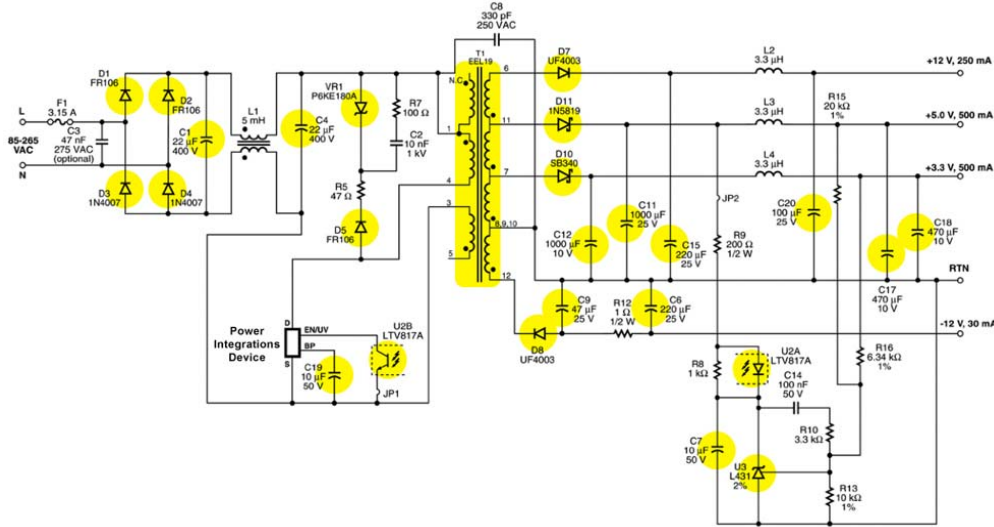 C8
330 pF
250 VAC
D7
UF4003
L2
3.3 µH
+12 V, 250 mA
T1
EEL19
N.C.
6
D1
FR106
D2
FR106
VR1
P6KE180A
R7
100 Ω
D11
1N5819
L3
3.3 µH
R15
20 kΩ
1%
+5.0 V, 500 mA
F1
3.15 A
L
C3
47 nF
275 VAC
(optional)
85-265
VAC
N
C1
22 µF
400 V
L1
5 mH
C4
22 µF
400 V
C2
10 nF
1 kV
1
11
D10
SB340
L4
3.3 µH
+3.3 V, 500 mA
7
4
D3
1N4007
D4
1N4007
R5
47 Ω
D5
FR106
3
5
8,9,10
12
JP2
C20
100 µF
25 V
C11
1000 µF
25 V
C12
1000 µF
10 V
C15
220 µF
25 V
R9
200 Ω
1/2 W
C18
470 µF
10 V
C17
470 µF
10 V
RTN
C9
47 µF
25 V
R12
1 Ω
1/2 W
C6
220 µF
25 V
-12 V, 30 mA
D8
UF4003
Power
Integrations
Device
D
S
EN/UV
BP
U2B
LTV817A
C19
10 µF
50 V
JP1
R8
1 kΩ
U2A
LTV817A
C14
100 nF
50 V
R16
6.34 kΩ
1%
R10
3.3 kΩ
C7
10 µF
50 V
U3
L431
2%
R13
10 kΩ
1%